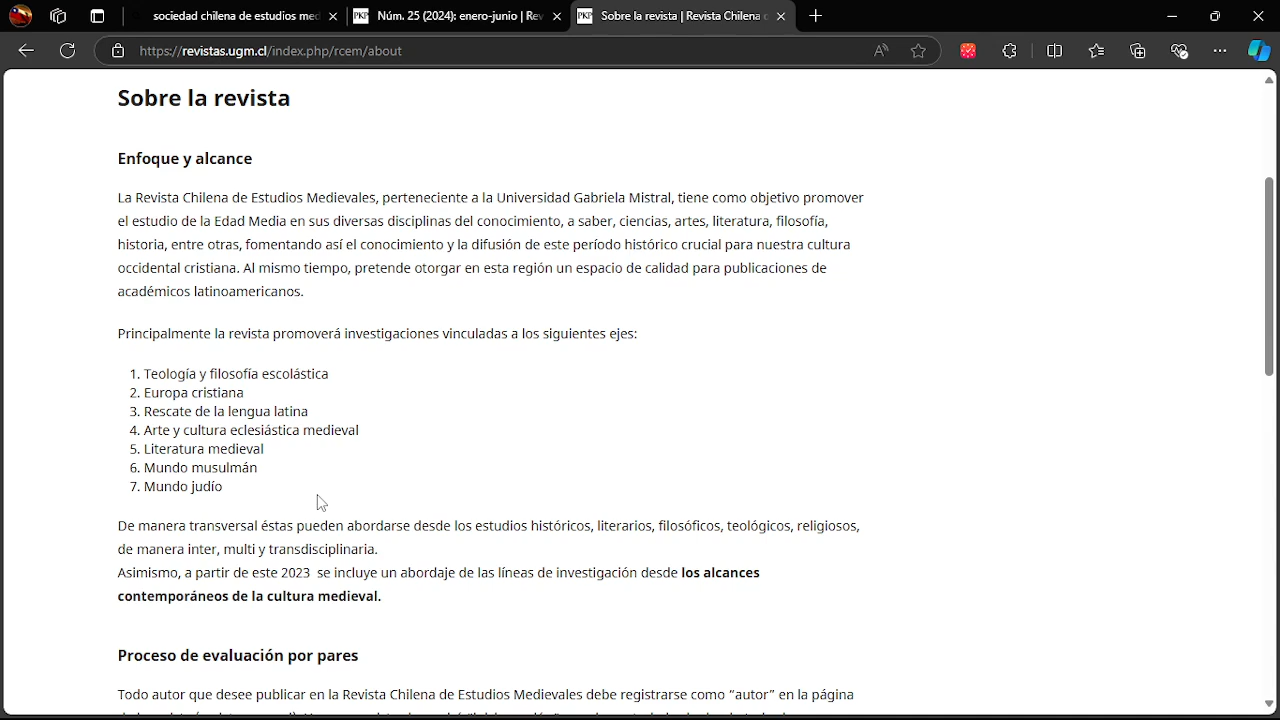 sociedad chilena de estudios med
Núm. 25 (2024): enero-junio | Rev
Sobre la revista | Revista Chilena d
https://revistas.ugm.cl/index.php/rcem/about
Sobre la revista
Enfoque y alcance
La Revista Chilena de Estudios Medievales, perteneciente a la Universidad Gabriela Mistral, tiene como objetivo promover
el estudio de la Edad Media en sus diversas disciplinas del conocimiento, a saber, ciencias, artes, literatura, filosofía,
historia, entre otras, fomentando así el conocimiento y la difusión de este período histórico crucial para nuestra cultura
occidental cristiana. Al mismo tiempo, pretende otorgar en esta región un espacio de calidad para publicaciones de
académicos latinoamericanos.
Principalmente la revista promoverá investigaciones vinculadas a los siguientes ejes:
1. Teología y filosofía escolástica
2. Europa cristiana
3. Rescate de la lengua latina
4. Arte y cultura eclesiástica medieval
5. Literatura medieval
6. Mundo musulmán
7. Mundo judío
De manera transversal éstas pueden abordarse desde los estudios históricos, literarios, filosóficos, teológicos, religiosos,
de manera inter, multi y transdisciplinaria.
Asimismo, a partir de este 2023 se incluye un abordaje de las líneas de investigación desde los alcances
contemporáneos de la cultura medieval.
Proceso de evaluación por pares
Todo autor que desee publicar en la Revista Chilena de Estudios Medievales debe registrarse como “autor” en la página